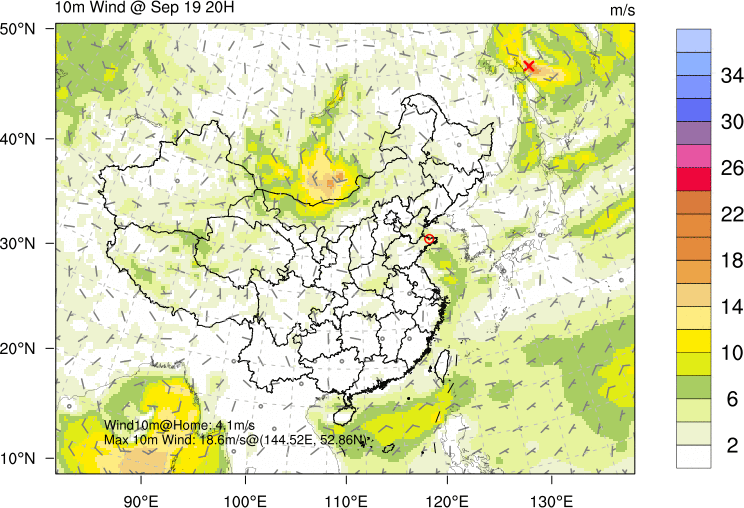 10m Wind @ Sep 19 20H
m/s
50°N
40°N
30°N
20°N
10°N
Wind10m@Home: 4.1m/s
Max 10m Wind: 18.6m/s@(144.52E, 52.86N)
90°E
100°E
110°E
120°E
130°E
34
30
26
22
18
14
10
6
2